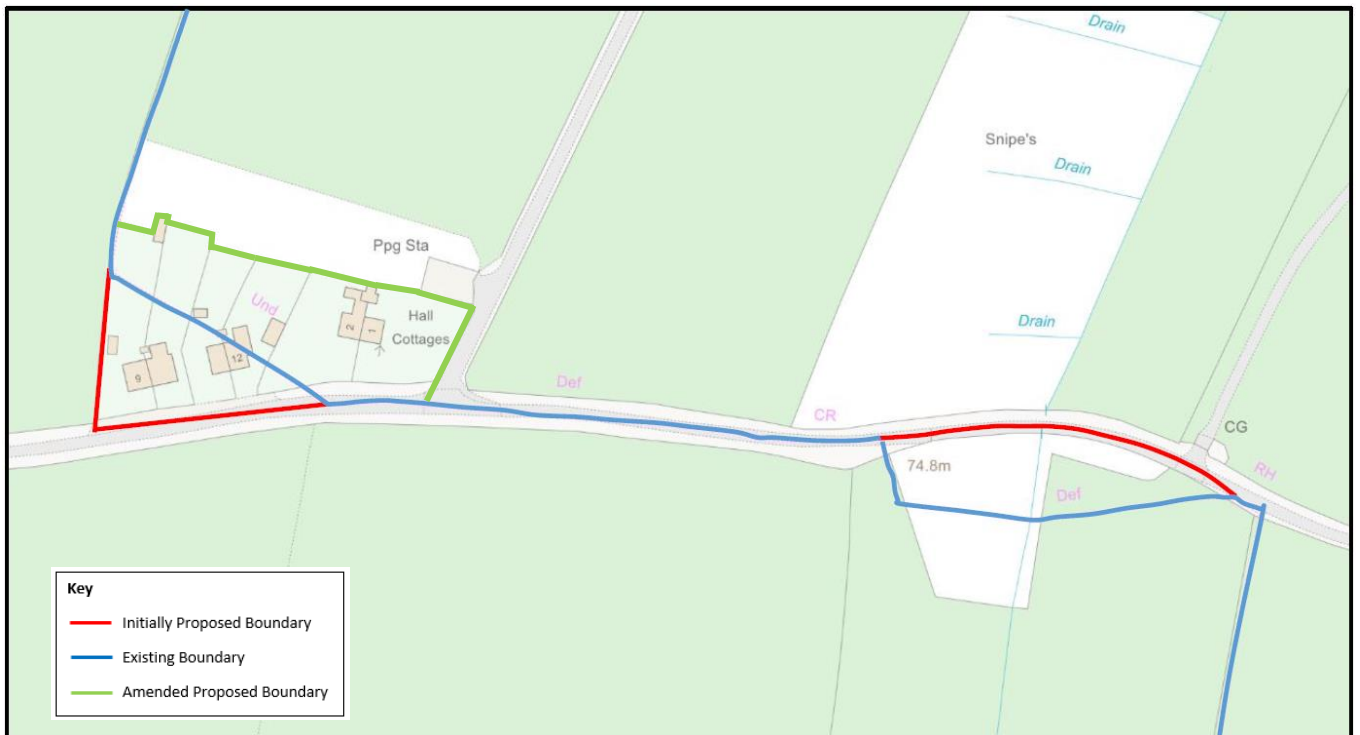 Drain
Snipe's
Drain
Ppg Sta
Und
Hall
Cottages
2
1
Drain
12
9
Def
CR
CG
74.8m
RH
Def
Key
Initially Proposed Boundary
Existing Boundary
Amended Proposed Boundary